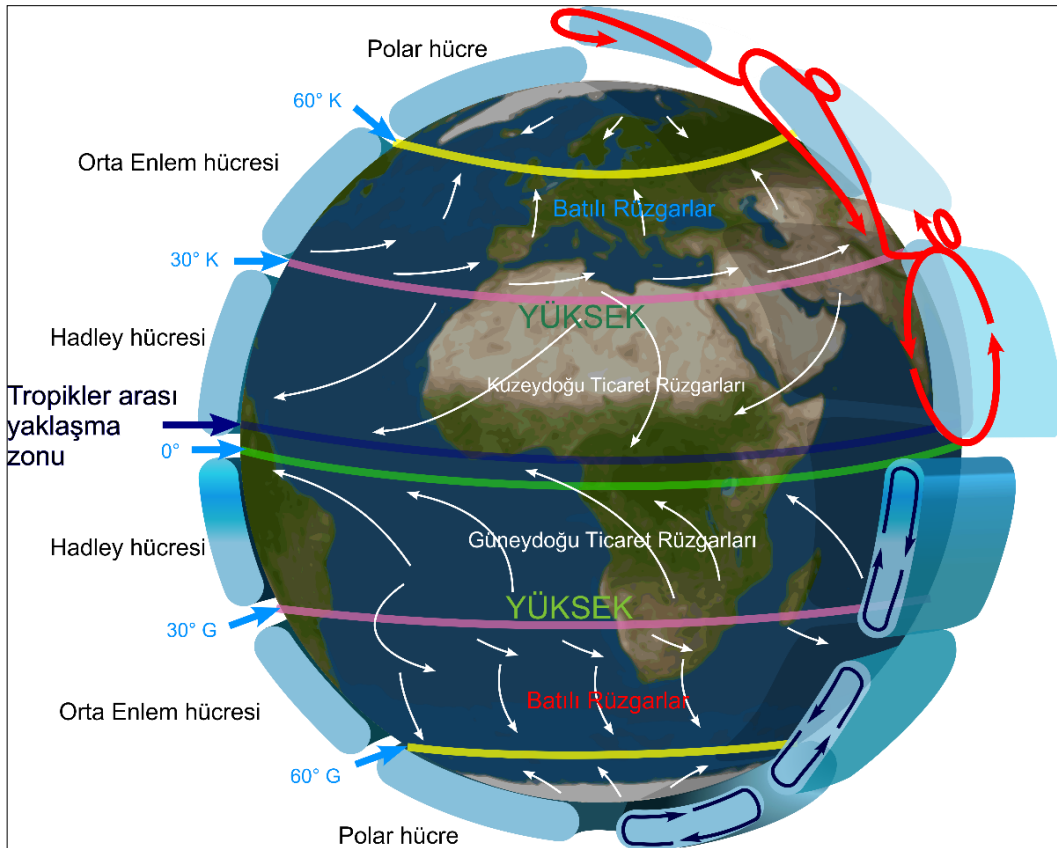 Polar hücre
60° K
Orta Enlem hücresi
Batılı Rüzgarlar
30° K
YÜKSEK
Hadley hücresi
Kuzeydoğu Ticaret Rüzgarları
Tropikler arası
yaklaşma
zonu
0°
Hadley hücresi
Güneydoğu Ticaret Rüzgarları
YÜKSEK
30° G
Orta Enlem hücresi
Batılı Rüzgarlar
60° G
Polar hücre